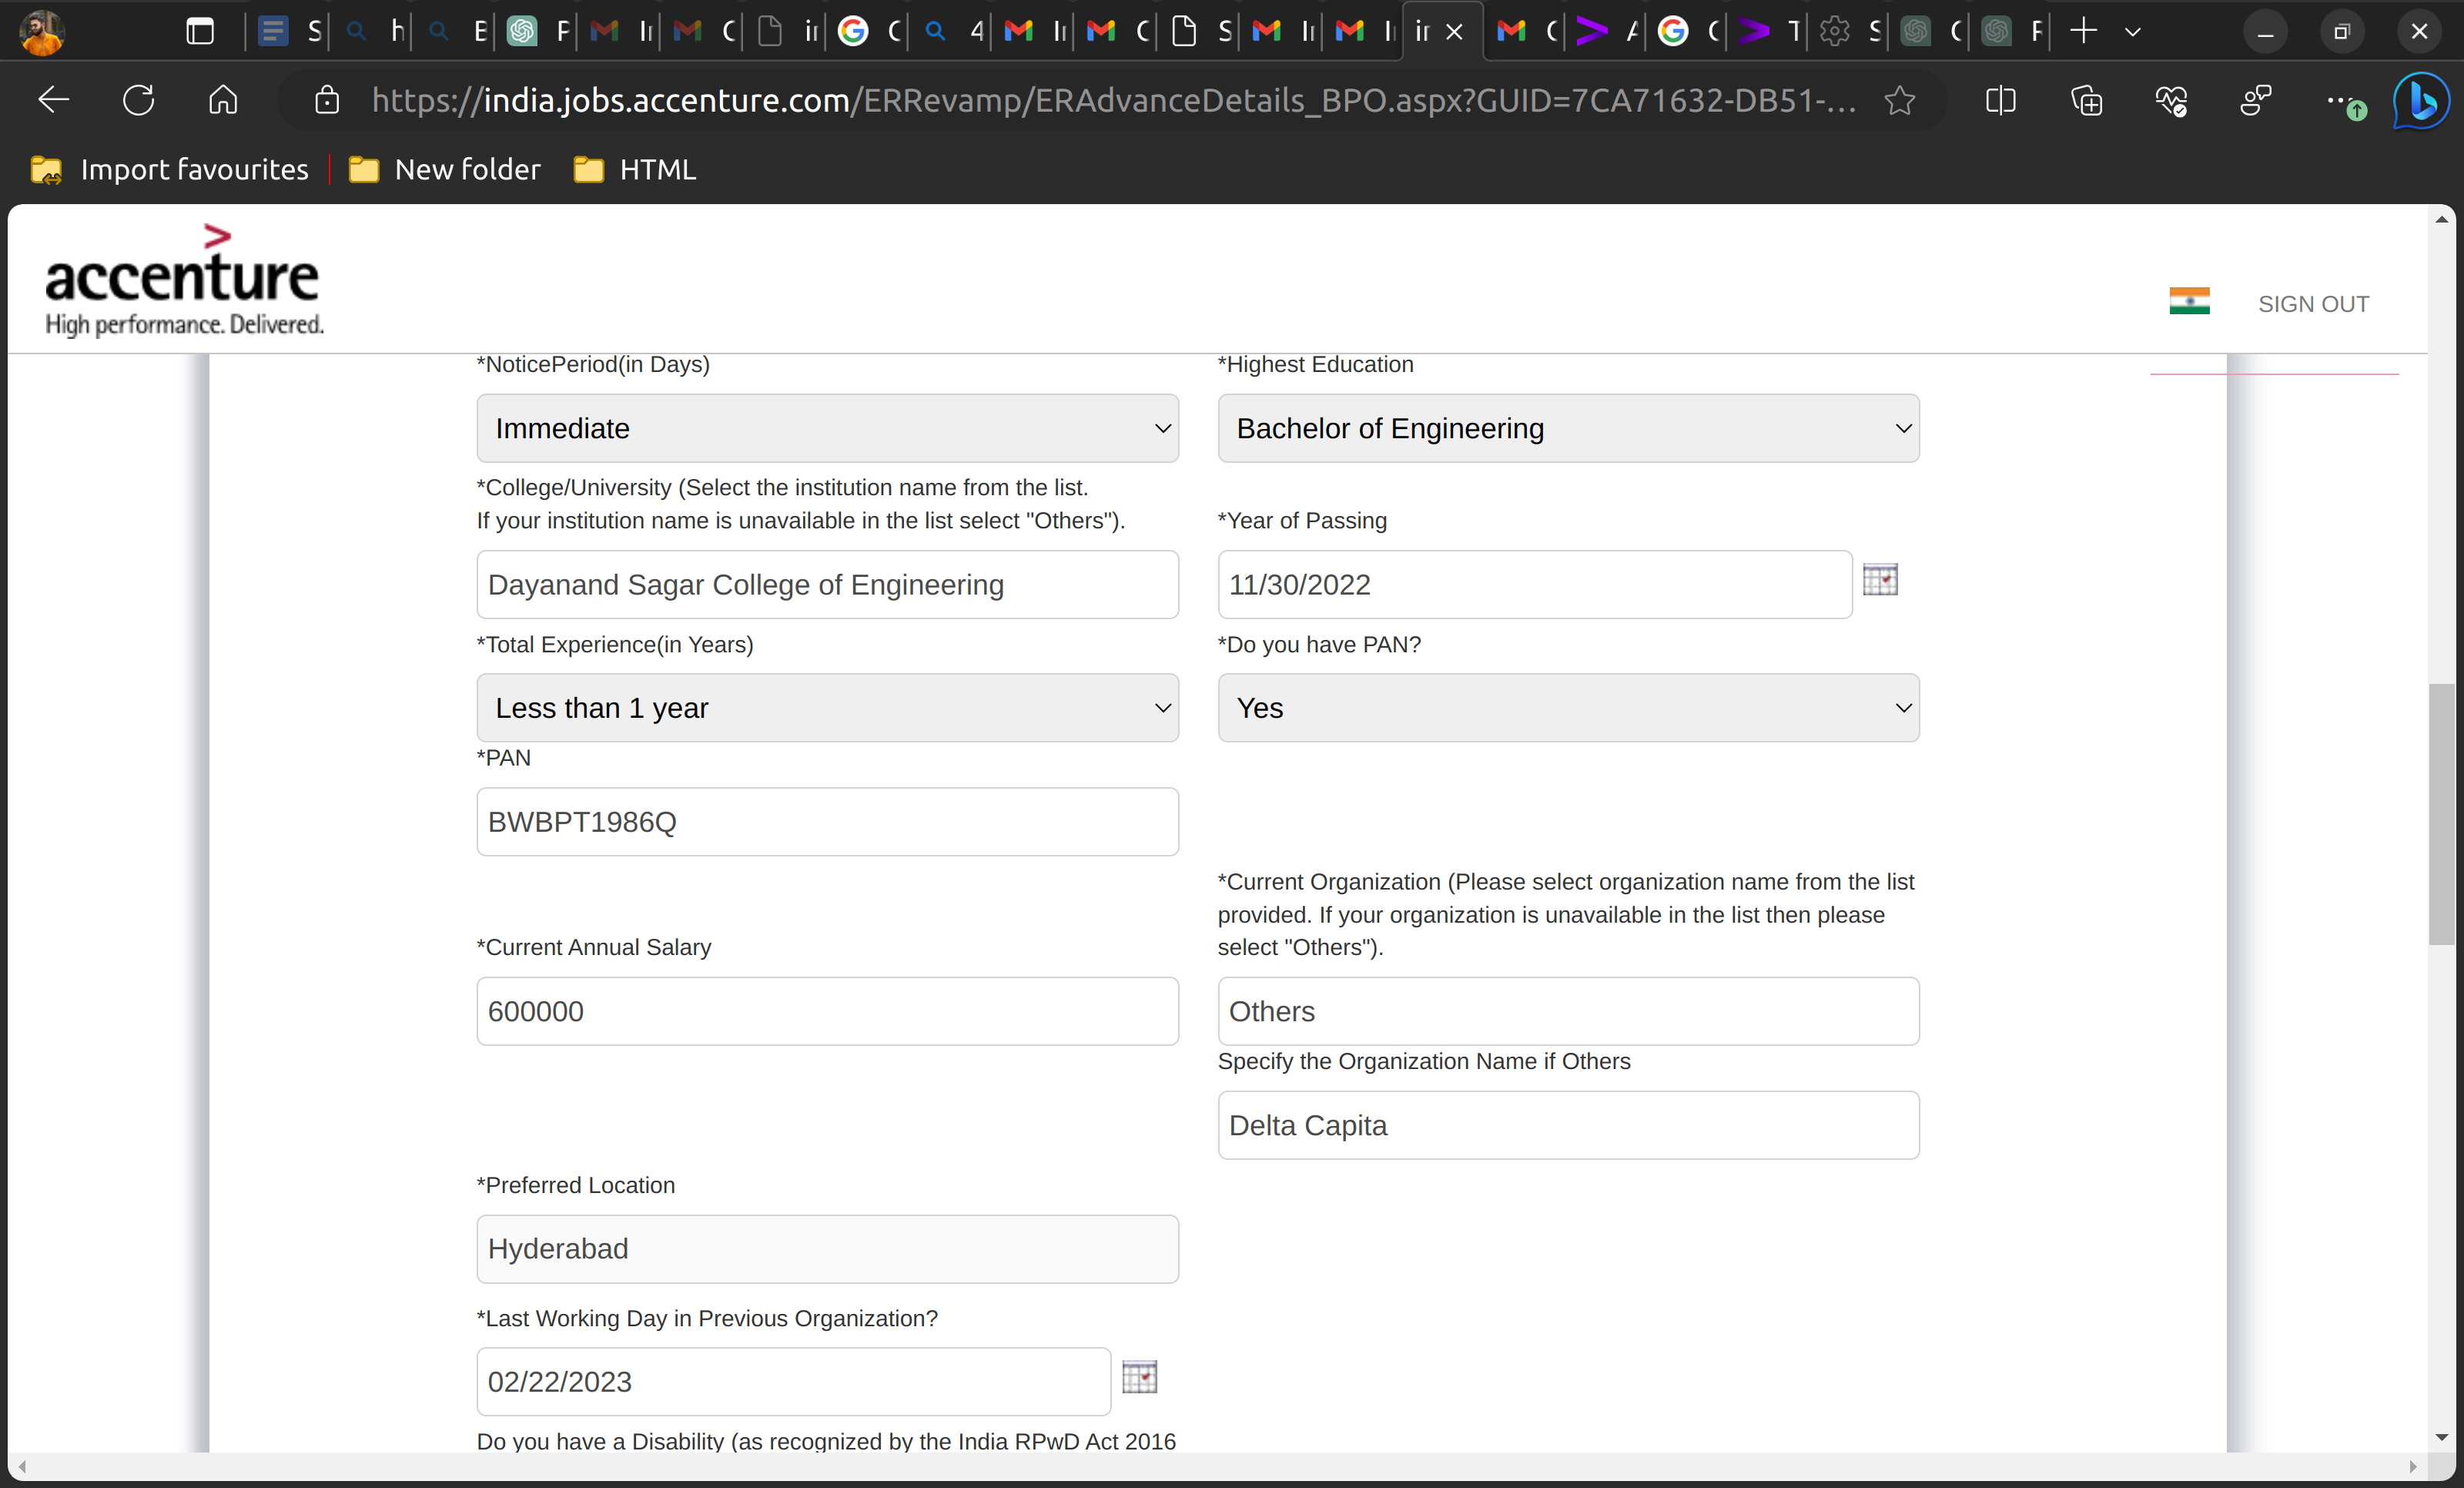 S h B P I C i C 4 I C S I I i C A C T S C F
https://india.jobs.accenture.com/ERRevamp/ERAdvanceDetails_BPO.aspx?GUID=7CA71632-DB51-...
Import favourites New folder HTML
accenture
High performance. Delivered.
SIGN OUT
*NoticePeriod(in Days) *Highest Education
Immediate Bachelor of Engineering
*College/University (Select the institution name from the list.
If your institution name is unavailable in the list select "Others"). *Year of Passing
Dayanand Sagar College of Engineering 11/30/2022
*Total Experience(in Years) *Do you have PAN?
Less than 1 year Yes
*PAN
BWBPT1986Q
*Current Organization (Please select organization name from the list
provided. If your organization is unavailable in the list then please
*Current Annual Salary select "Others").
600000 Others
Specify the Organization Name if Others
Delta Capita
*Preferred Location
Hyderabad
*Last Working Day in Previous Organization?
02/22/2023
Do you have a Disability (as recognized by the India RPwD Act 2016